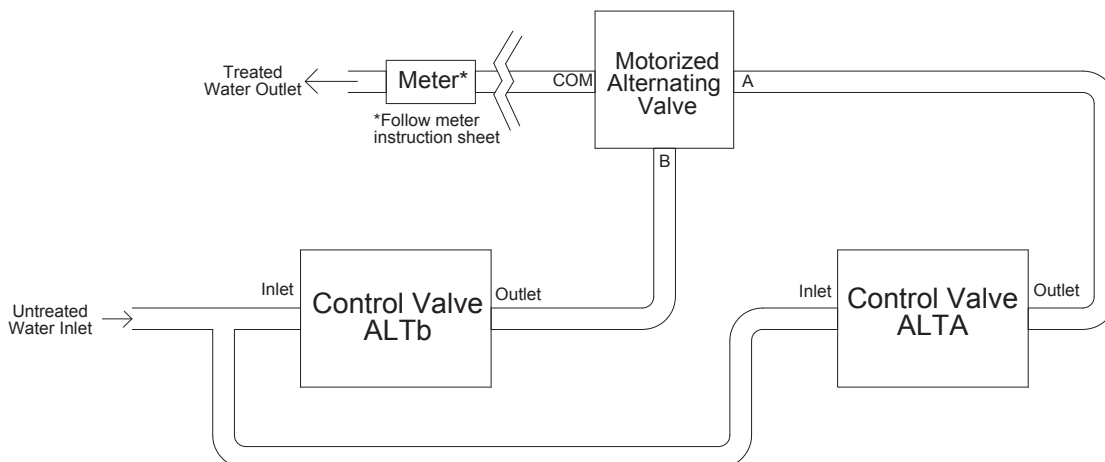 Treated
Water Outlet
Meter*
*Follow meter
instruction sheet
COM
Motorized
Alternating
Valve
A
B
Untreated
Water Inlet
Inlet
Control Valve
ALTb
Outlet
Inlet
Control Valve
ALTA
Outlet